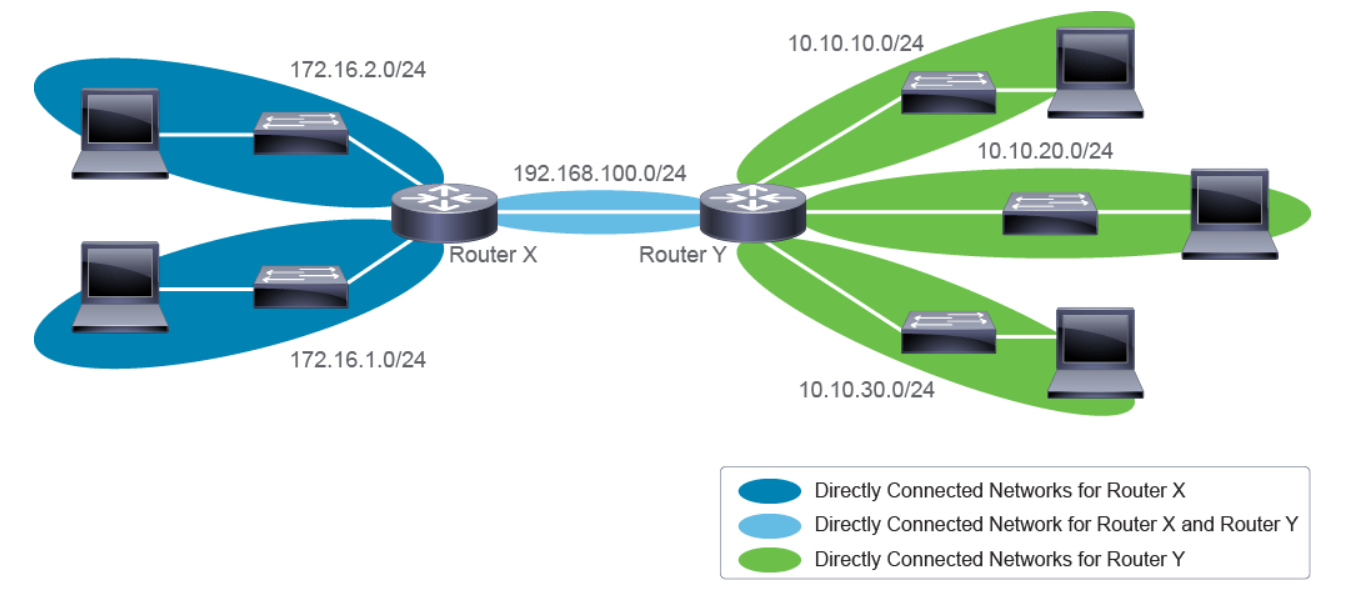 10.10.10.0/24
172.16.2.0/24
10.10.20.0/24
192.168.100.0/24
Router X
Router Y
172.16.1.0/24
10.10.30.0/24
Directly Connected Networks for Router X
Directly Connected Network for Router X and Router Y
Directly Connected Networks for Router Y